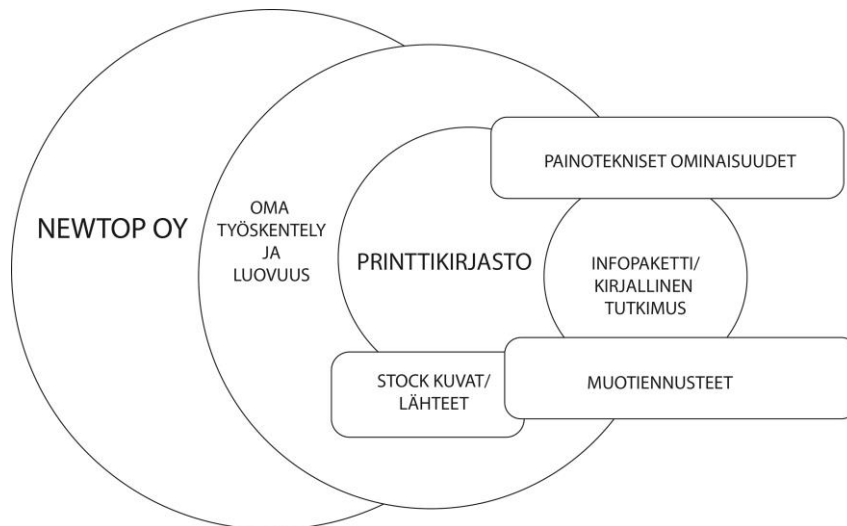 NEWTOP OY
OMA
TYÖSKENTELY
JA
LUOVUUS
PRINTTIKIRJASTO
PAINOTEKNISET OMINAISUUDET
INFOPAKETTI/
KIRJALLINEN
TUTKIMUS
STOCK KUVAT/
LÄHTEET
MUOTIENNUSTEET